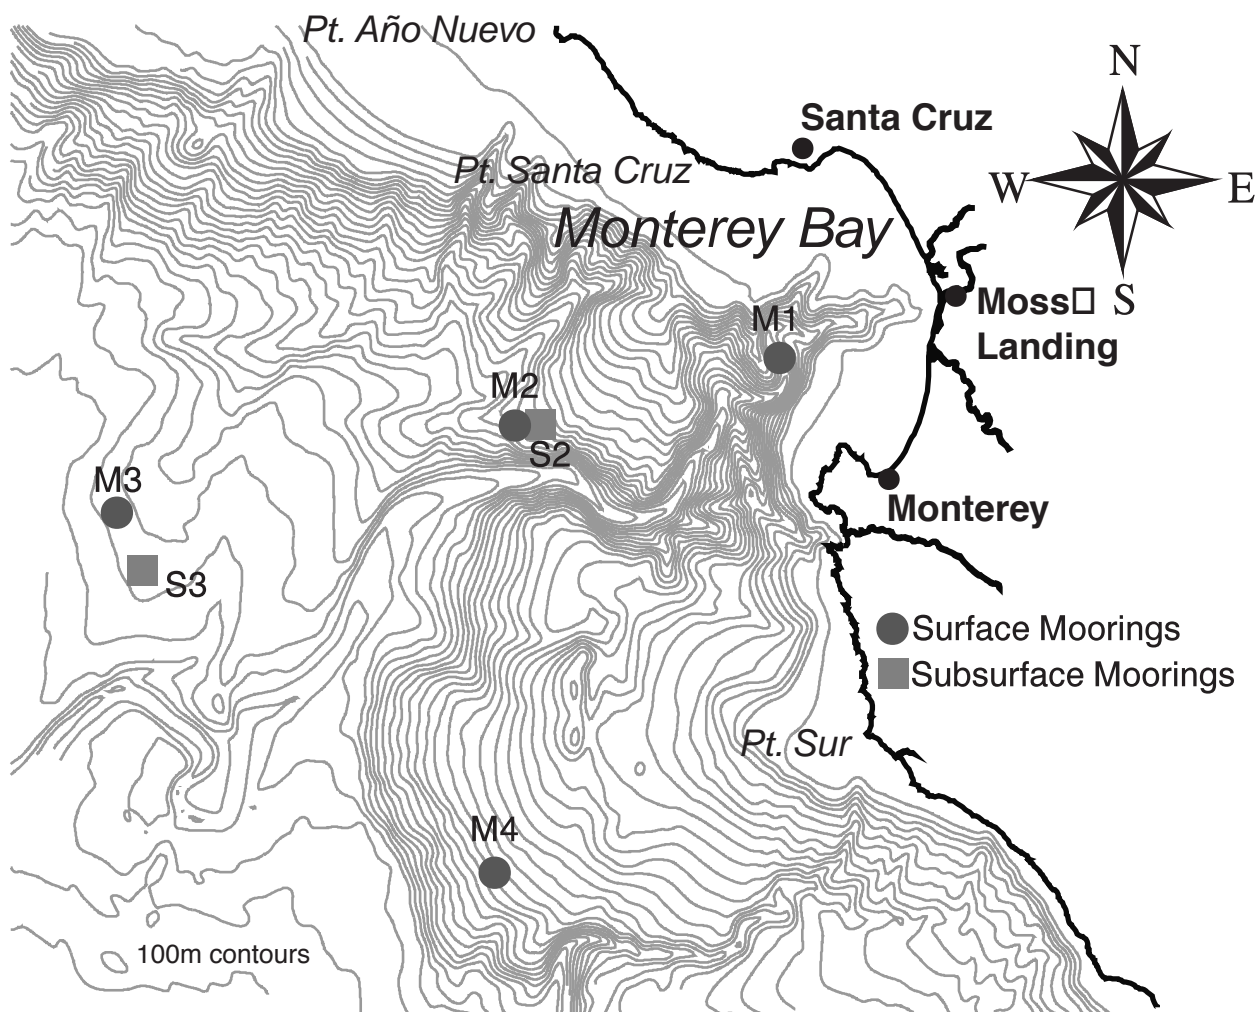 Pt. Año Nuevo
N
Santa Cruz
Pt. Santa Cruz
W
E
Monterey Bay
Moss□
S
Landing
M1
M2
S2
M3
Monterey
S3
Surface Moorings
Subsurface Moorings
Pt. Sur
M4
100m contours